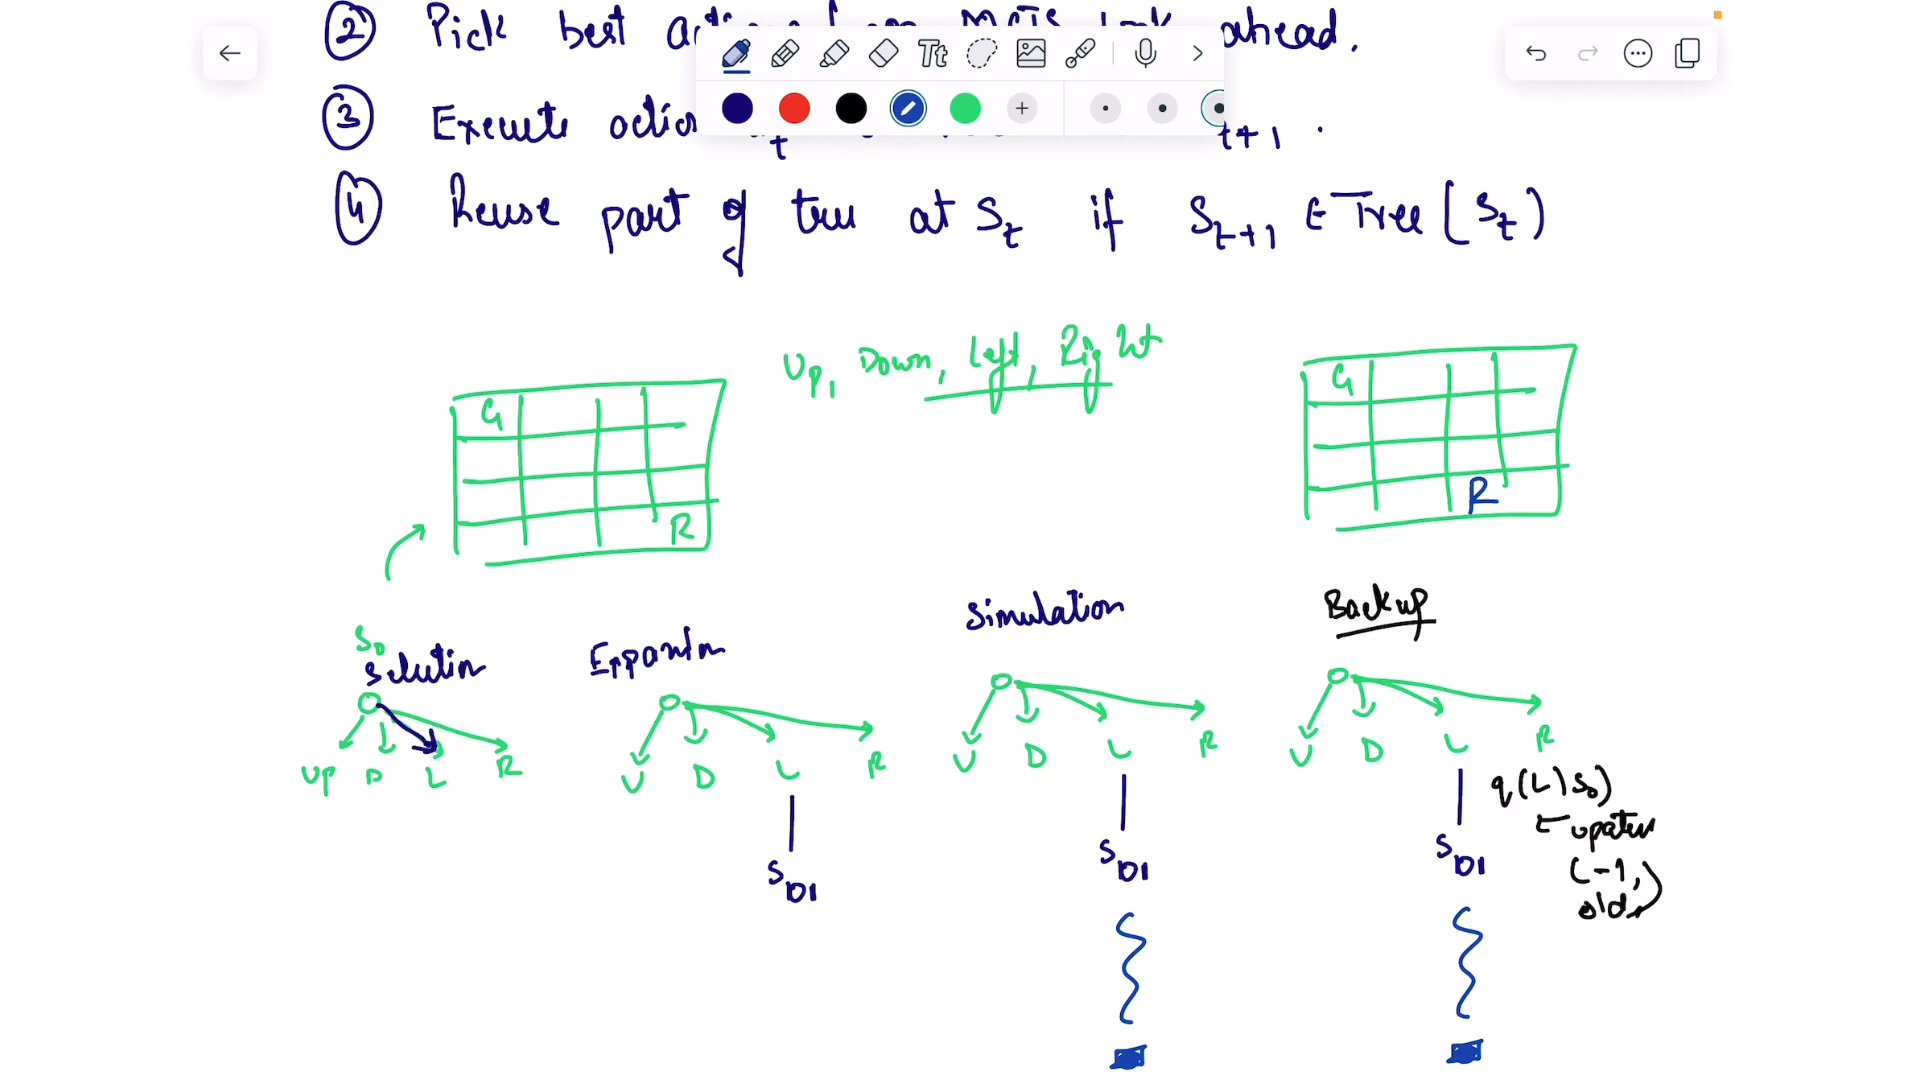 2 Pick best ahead.
3 Execute action t t+1 .
4 Reuse part of tree at St if St+1 ∈ Tree (St)
Up, Down, Left, Right
G
R
G
R
Simulation
Backup
S0
Selection
Expansion
UP D L R
U D L R
U D L R
U D L R
q(L|S0)
← update
(-1, old)
S01
S01
S01
Tt